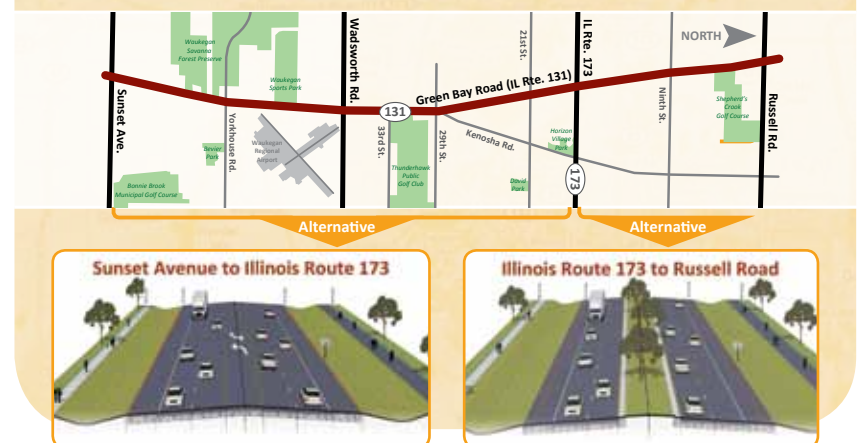 Waukegan
Savanna
Forest Preserve
Waukegan
Sports Park
Wadsworth Rd.
21st St.
IL Rte. 173
NORTH
Sunset Ave.
Yorkhouse Rd.
Bevier
Park
Waukegan
Regional
Airport
131
Green Bay Road (IL Rte. 131)
33rd St.
29th St.
Kenosha Rd.
Horizon
Village
Park
Ninth St.
Shepherd's
Crook
Golf Course
Russell Rd.
Bonnie Brook
Municipal Golf Course
Thunderhawk
Public
Golf Club
David
Park
173
Alternative
Alternative
Sunset Avenue to Illinois Route 173
Illinois Route 173 to Russell Road